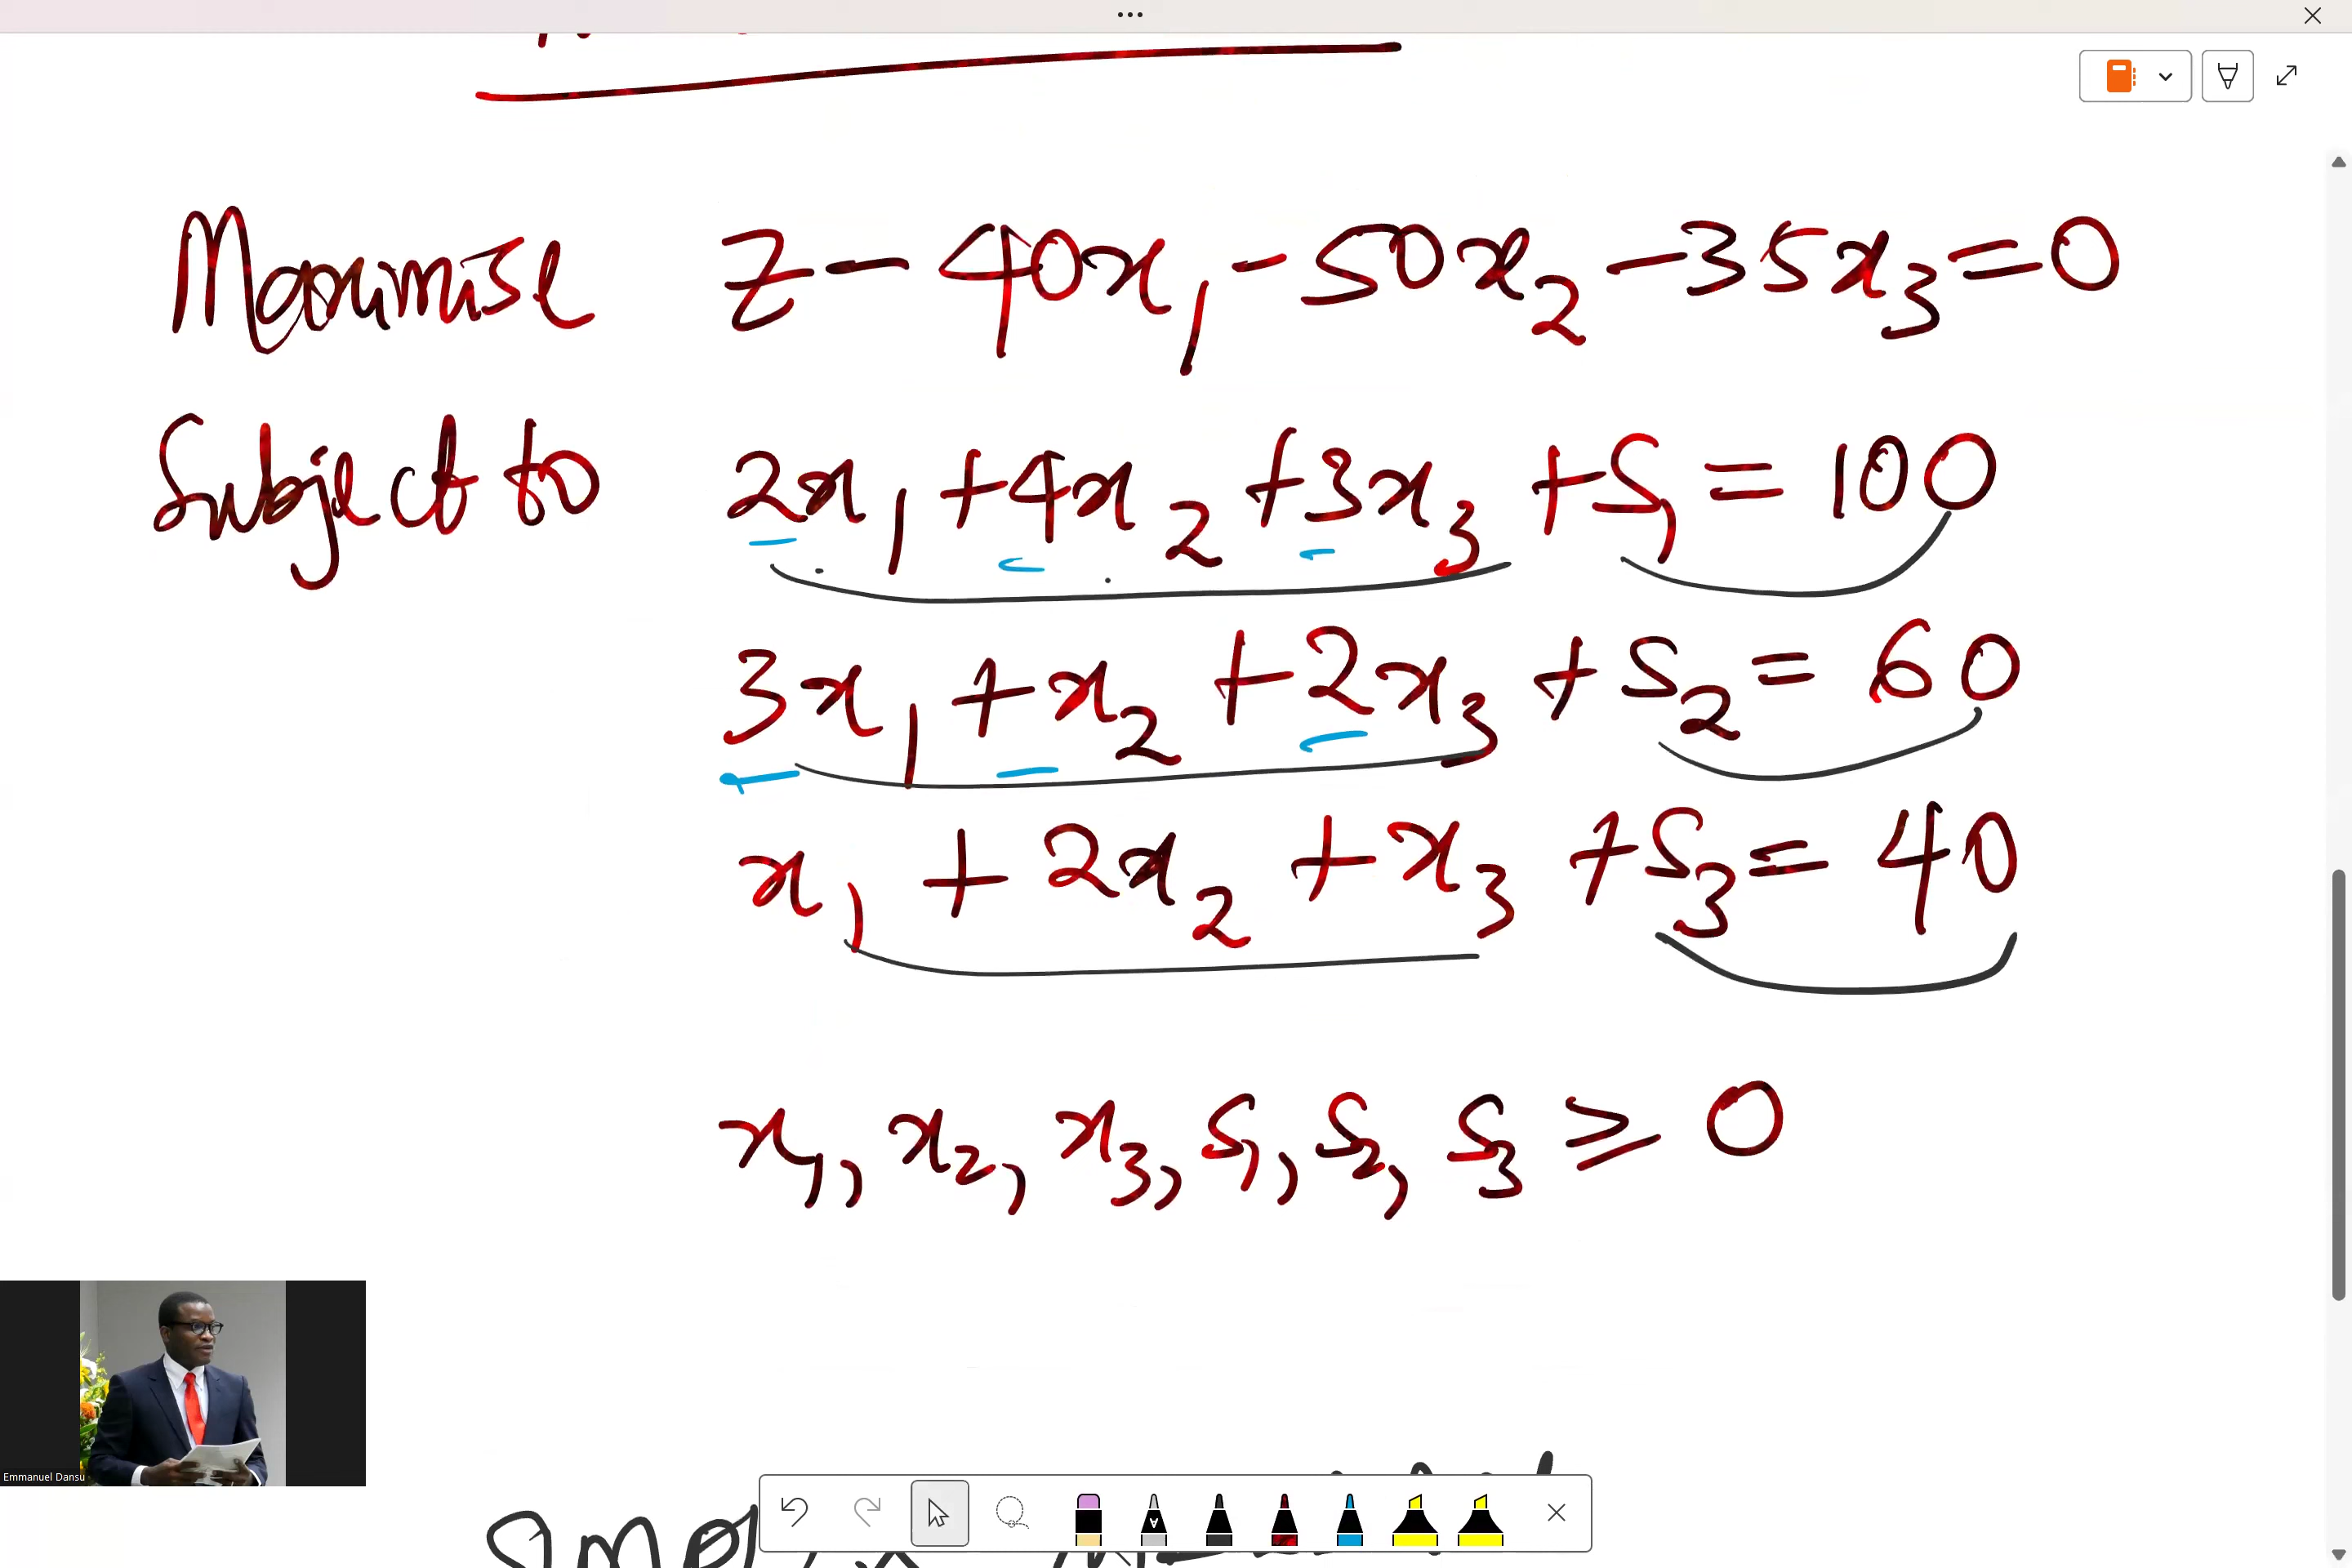 Maximise z - 40x₁ - 50x₂ - 35x₃ = 0
Subject to 2x₁ + 4x₂ + 3x₃ + S₁ = 100
3x₁ + x₂ + 2x₃ + S₂ = 60
x₁ + 2x₂ + x₃ + S₃ = 40
x₁, x₂, x₃, S₁, S₂, S₃ ≥ 0
Emmanuel Dansu